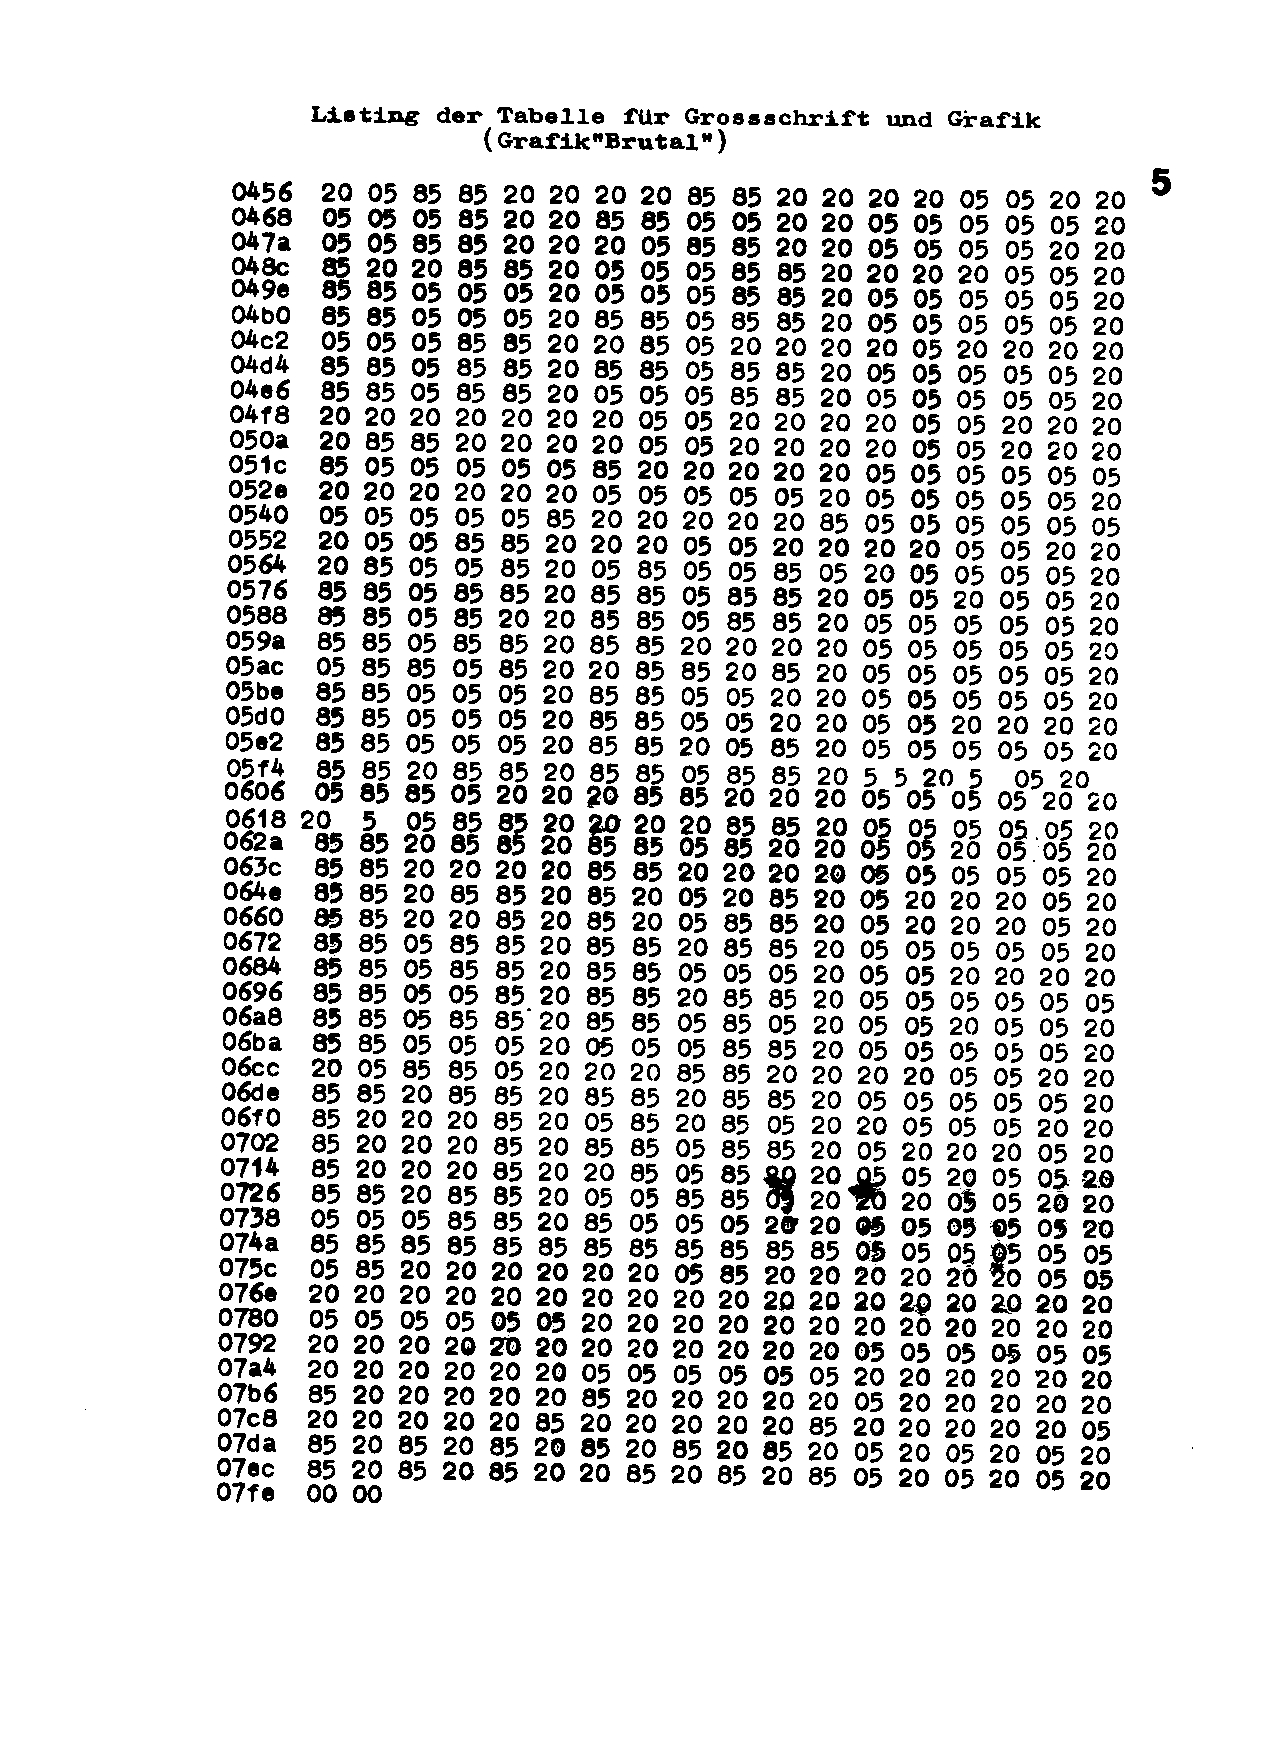 Listing der Tabelle für Grossschrift und Grafik
(Grafik"Brutal")
5
0456 20 05 85 85 20 20 20 20 85 85 20 20 20 20 05 05 20 20
0468 05 05 05 85 20 20 85 85 05 05 20 20 05 05 05 05 05 20
047a 05 05 85 85 20 20 20 05 85 85 20 20 05 05 05 05 20 20
048c 85 20 20 85 85 20 05 05 05 85 85 20 20 20 20 05 05 20
049e 85 85 05 05 05 20 05 05 05 85 85 20 05 05 05 05 05 20
04b0 85 85 05 05 05 20 85 85 05 85 85 20 05 05 05 05 05 20
04c2 05 05 05 85 85 20 20 85 05 20 20 20 20 05 20 20 20 20
04d4 85 85 05 85 85 20 85 85 05 85 85 20 05 05 05 05 05 20
04e6 85 85 05 85 85 20 05 05 05 85 85 20 05 05 05 05 05 20
04f8 20 20 20 20 20 20 20 05 05 20 20 20 20 05 05 20 20 20
050a 20 85 85 20 20 20 20 05 05 20 20 20 20 05 05 20 20 20
051c 85 05 05 05 05 05 85 20 20 20 20 20 05 05 05 05 05 05
052e 20 20 20 20 20 20 05 05 05 05 05 20 05 05 05 05 05 20
0540 05 05 05 05 05 85 20 20 20 20 20 85 05 05 05 05 05 05
0552 20 05 05 85 85 20 20 20 05 05 20 20 20 20 05 05 20 20
0564 20 85 05 05 85 20 05 85 05 05 85 05 20 05 05 05 05 20
0576 85 85 05 85 85 20 85 85 05 85 85 20 05 05 20 05 05 20
0588 85 85 05 85 20 20 85 85 05 85 85 20 05 05 05 05 05 20
059a 85 85 05 85 85 20 85 85 20 20 20 20 05 05 05 05 05 20
05ac 05 85 85 05 85 20 20 85 85 20 85 20 05 05 05 05 05 20
05be 85 85 05 05 05 20 85 85 05 05 20 20 05 05 05 05 05 20
05d0 85 85 05 05 05 20 85 85 05 05 20 20 05 05 20 20 20 20
05e2 85 85 05 05 05 20 85 85 20 05 85 20 05 05 05 05 05 20
05f4 85 85 20 85 85 20 85 85 05 85 85 20 5 5 20 5 05 20
0606 05 85 85 05 20 20 20 85 85 20 20 20 05 05 05 05 20 20
0618 20 5 05 85 85 20 20 20 20 85 85 20 05 05 05 05 05 20
062a 85 85 20 85 85 20 85 85 05 85 20 20 05 05 20 05 05 20
063c 85 85 20 20 20 20 85 85 20 20 20 20 05 05 05 05 05 20
064e 85 85 20 85 85 20 85 20 05 20 85 20 05 20 20 20 05 20
0660 85 85 20 20 85 20 85 20 05 85 85 20 05 20 20 20 05 20
0672 85 85 05 85 85 20 85 85 20 85 85 20 05 05 05 05 05 20
0684 85 85 05 85 85 20 85 85 05 05 05 20 05 05 20 20 20 20
0696 85 85 05 05 85 20 85 85 20 85 85 20 05 05 05 05 05 05
06a8 85 85 05 85 85 20 85 85 05 85 05 20 05 05 20 05 05 20
06ba 85 85 05 05 05 20 05 05 05 85 85 20 05 05 05 05 05 20
06cc 20 05 85 85 05 20 20 20 85 85 20 20 20 20 05 05 20 20
06de 85 85 20 85 85 20 85 85 20 85 85 20 05 05 05 05 05 20
06f0 85 20 20 20 85 20 05 85 20 85 05 20 20 05 05 05 20 20
0702 85 20 20 20 85 20 85 85 05 85 85 20 05 20 20 20 05 20
0714 85 20 20 20 85 20 20 85 05 85 20 05 05 20 05 05 20
0726 85 85 20 85 85 20 05 05 85 85 05 20 20 20 05 05 20 20
0738 05 05 05 85 85 20 85 05 05 05 20 20 05 05 05 05 05 20
074a 85 85 85 85 85 85 85 85 85 85 85 85 05 05 05 05 05 05
075c 05 85 20 20 20 20 20 20 05 85 20 20 20 20 20 20 05 05
076e 20 20 20 20 20 20 20 20 20 20 20 20 20 20 20 20 20 20
0780 05 05 05 05 05 05 20 20 20 20 20 20 20 20 20 20 20 20
0792 20 20 20 20 20 20 20 20 20 20 20 20 05 05 05 05 05 05
07a4 20 20 20 20 20 20 05 05 05 05 05 05 20 20 20 20 20 20
07b6 85 20 20 20 20 20 85 20 20 20 20 20 05 20 20 20 20 20
07c8 20 20 20 20 20 85 20 20 20 20 20 85 20 20 20 20 20 05
07da 85 20 85 20 85 20 85 20 85 20 85 20 05 20 05 20 05 20
07ec 85 20 85 20 85 20 20 85 20 85 20 85 05 20 05 20 05 20
07fe 00 00